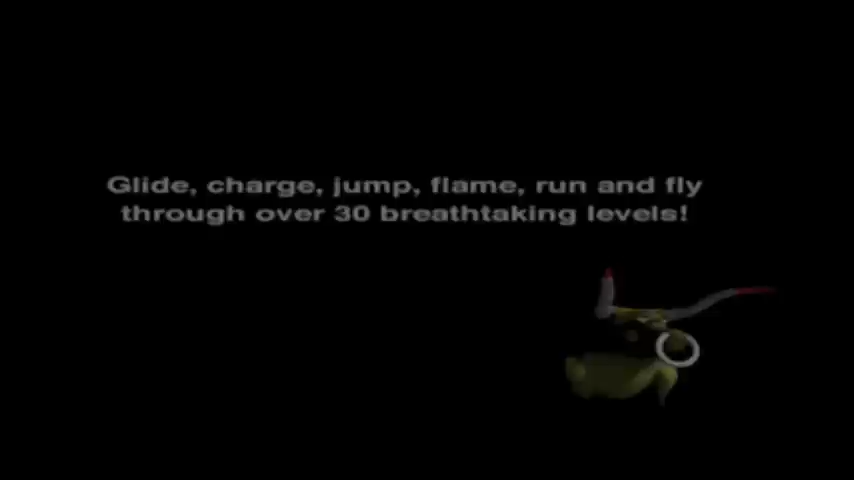 Glide, charge, jump, flame, run and fly
through over 30 breathtaking levels!